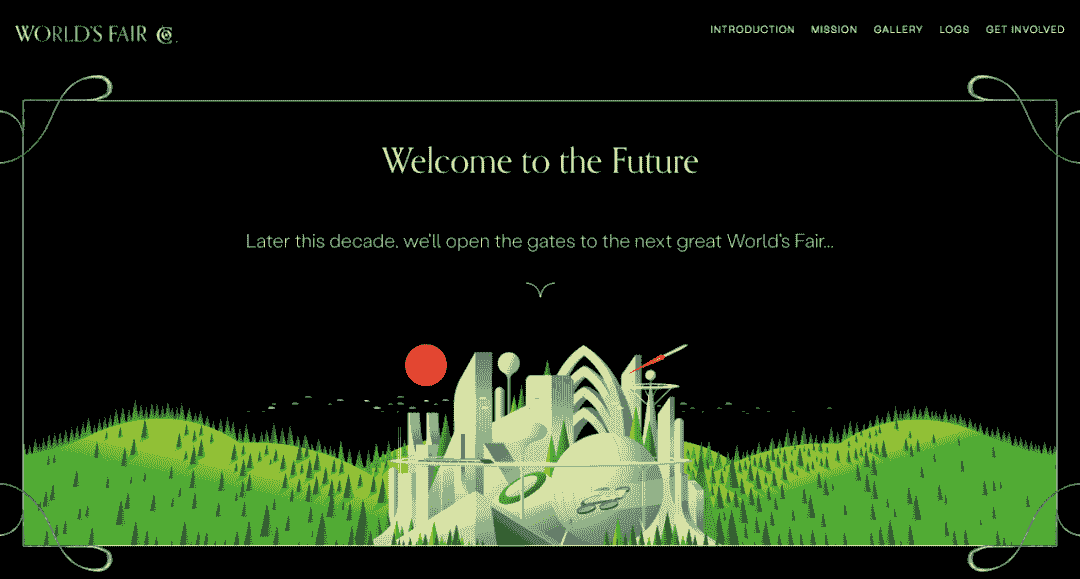 WORLD'S FAIR Co.
INTRODUCTION MISSION GALLERY LOGS GET INVOLVED
Welcome to the Future
Later this decade, we'll open the gates to the next great World's Fair...